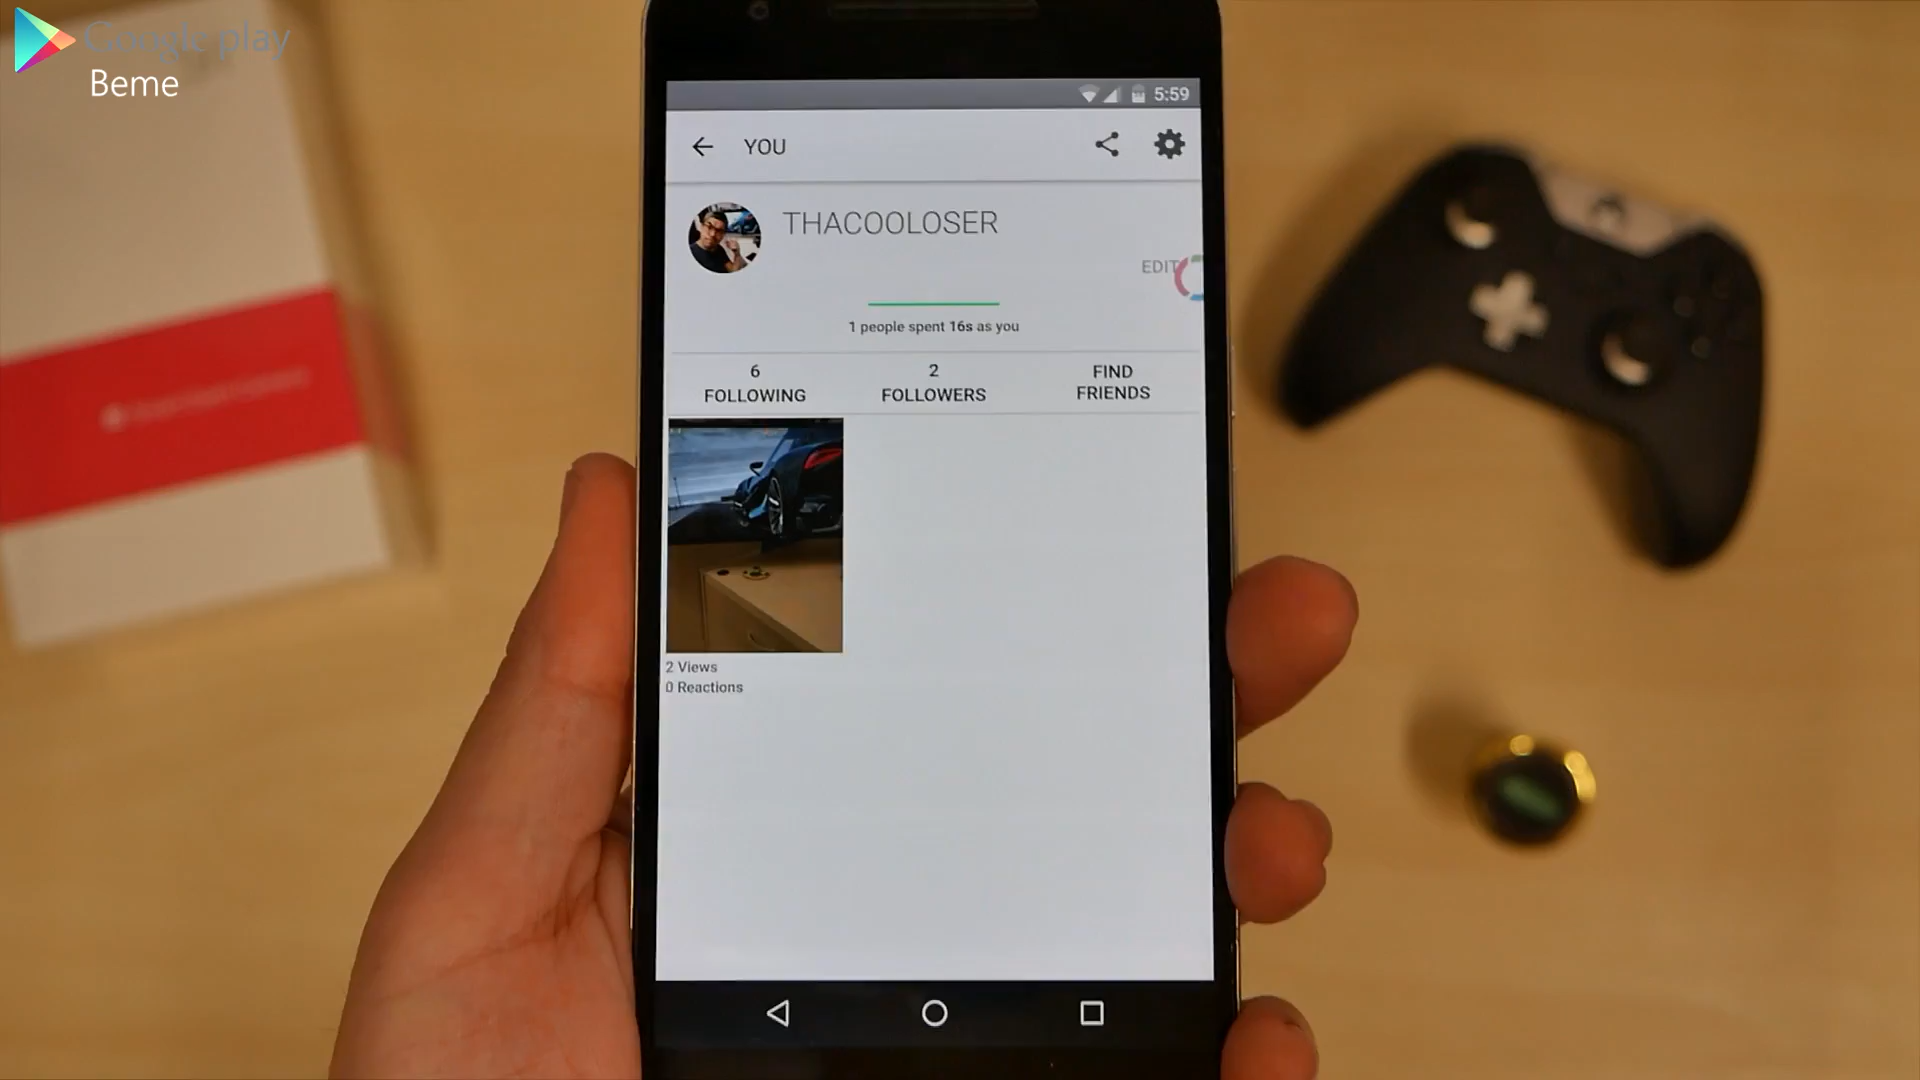 Google play
Beme
5:59
YOU
THACOOLOSER
EDIT
1 people spent 16s as you
6
FOLLOWING
2
FOLLOWERS
FIND
FRIENDS
2 Views
0 Reactions